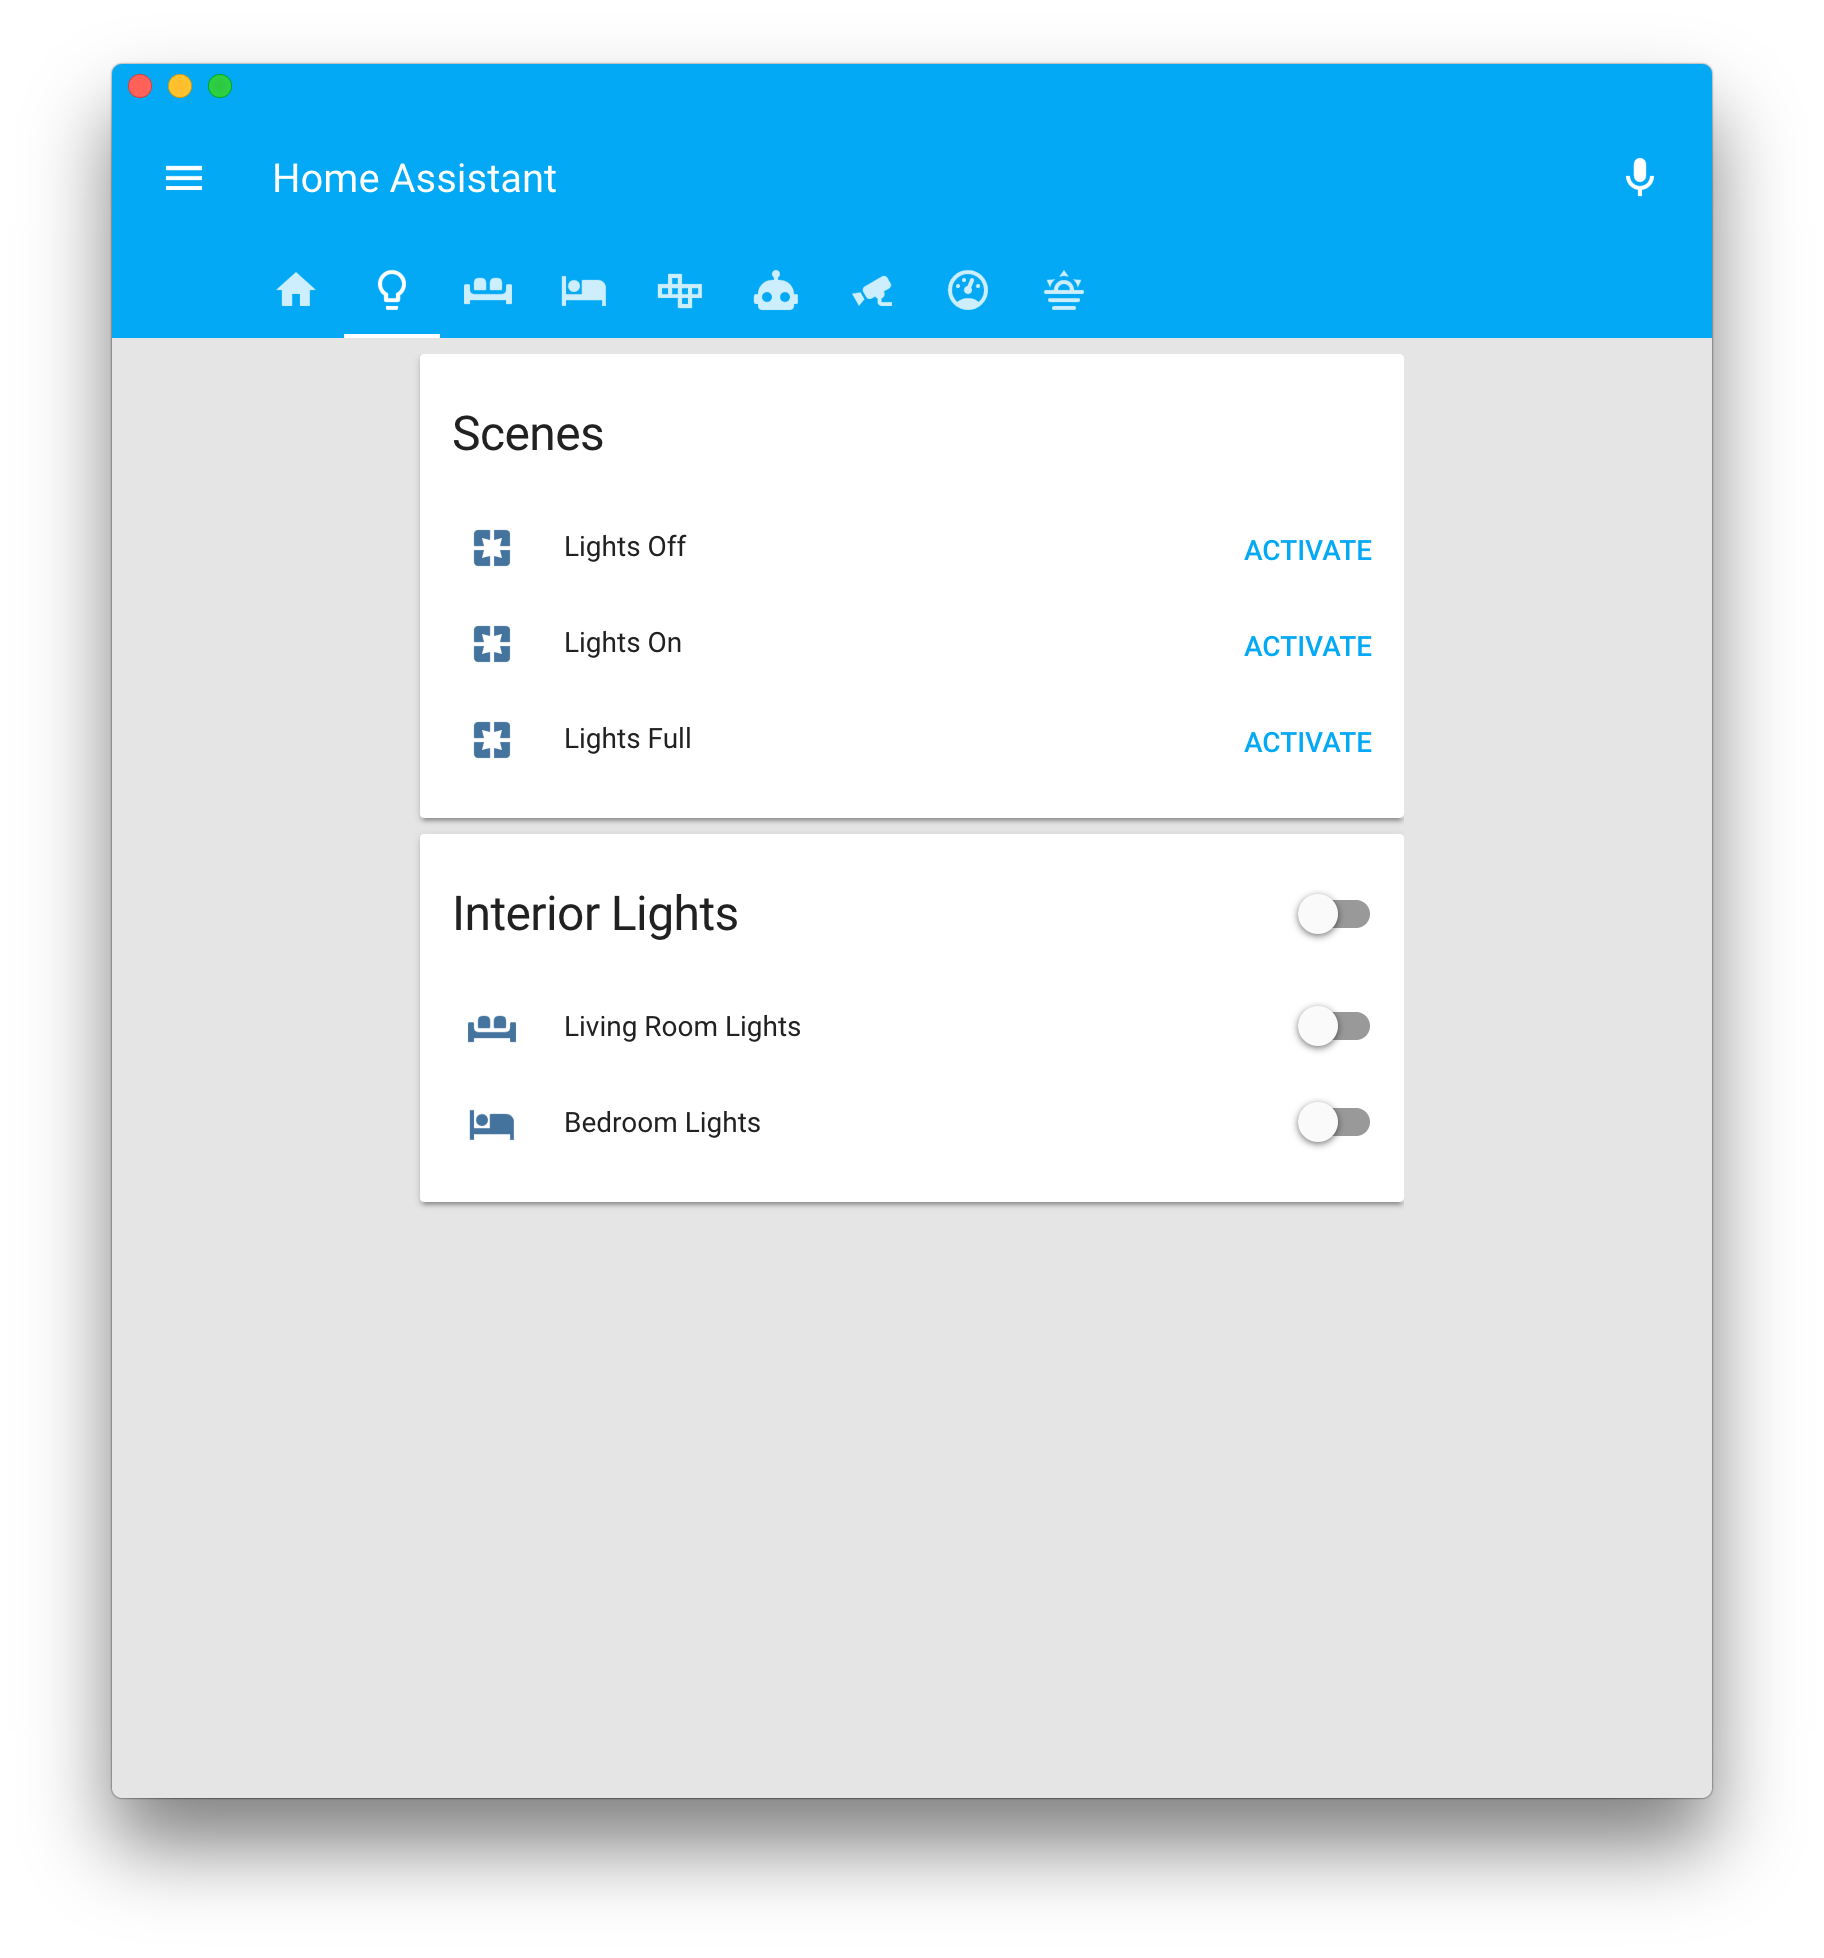 Home Assistant
Scenes
Lights Off
ACTIVATE
Lights On
ACTIVATE
Lights Full
ACTIVATE
Interior Lights
Living Room Lights
Bedroom Lights